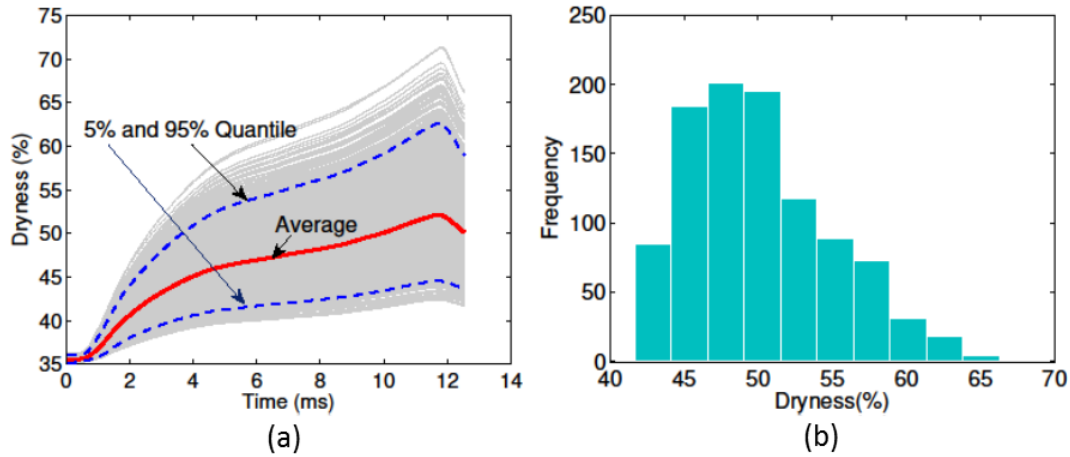 75
70
65
60
55
50
45
40
35
Dryness (%)
5% and 95% Quantile
Average
0 2 4 6 8 10 12 14
Time (ms)
(a)
250
200
150
100
50
0
Frequency
40 45 50 55 60 65 70
Dryness(%)
(b)